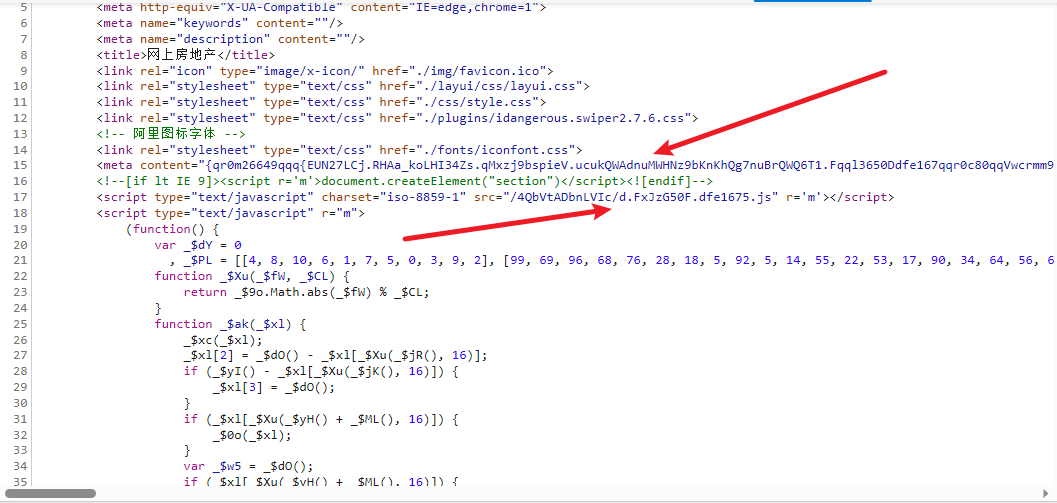 5 <meta http-equiv="X-UA-Compatible" content="IE=edge,chrome=1">
6 <meta name="keywords" content=""/>
7 <meta name="description" content=""/>
8 <title>网上房地产</title>
9 <link rel="icon" type="image/x-icon/" href="./img/favicon.ico">
10 <link rel="stylesheet" type="text/css" href="./layui/css/layui.css">
11 <link rel="stylesheet" type="text/css" href="./css/style.css">
12 <link rel="stylesheet" type="text/css" href="./plugins/idangerous.swiper2.7.6.css">
13 <!-- 阿里图标字体 -->
14 <link rel="stylesheet" type="text/css" href="./fonts/iconfont.css">
15 <meta content="{qr0m26649qqq{EUN27LCj.RHAa_koLHI34Zs.qMxzj9bspieV.ucukQWAdnuMWHNz9bKnKhQg7nuBrQWQ6T1.Fqql3650Ddfe167qqr0c80qqVwcrmm9
16 <!--[if lt IE 9]><script r='m'>document.createElement("section")</script><![endif]-->
17 <script type="text/javascript" charset="iso-8859-1" src="/4QbVtADbnLVIc/d.FxJzG50F.dfe1675.js" r='m'></script>
18 <script type="text/javascript" r="m">
19 (function() {
20 var _$dY = 0
21 , _$PL = [[4, 8, 10, 6, 1, 7, 5, 0, 3, 9, 2], [99, 69, 96, 68, 76, 28, 18, 5, 92, 5, 14, 55, 22, 53, 17, 90, 34, 64, 56, 6
22 function _$Xu(_$fW, _$CL) {
23 return _$9o.Math.abs(_$fW) % _$CL;
24 }
25 function _$ak(_$xl) {
26 _$xc(_$xl);
27 _$xl[2] = _$dO() - _$xl[_$Xu(_$jR(), 16)];
28 if (_$yI() - _$xl[_$Xu(_$jK(), 16)]) {
29 _$xl[3] = _$dO();
30 }
31 if (_$xl[_$Xu(_$yH() + _$ML(), 16)]) {
32 _$0o(_$xl);
33 }
34 var _$w5 = _$dO();
35 if (_$xl[_$Xu(_$yH() + _$ML(), 16)]) {